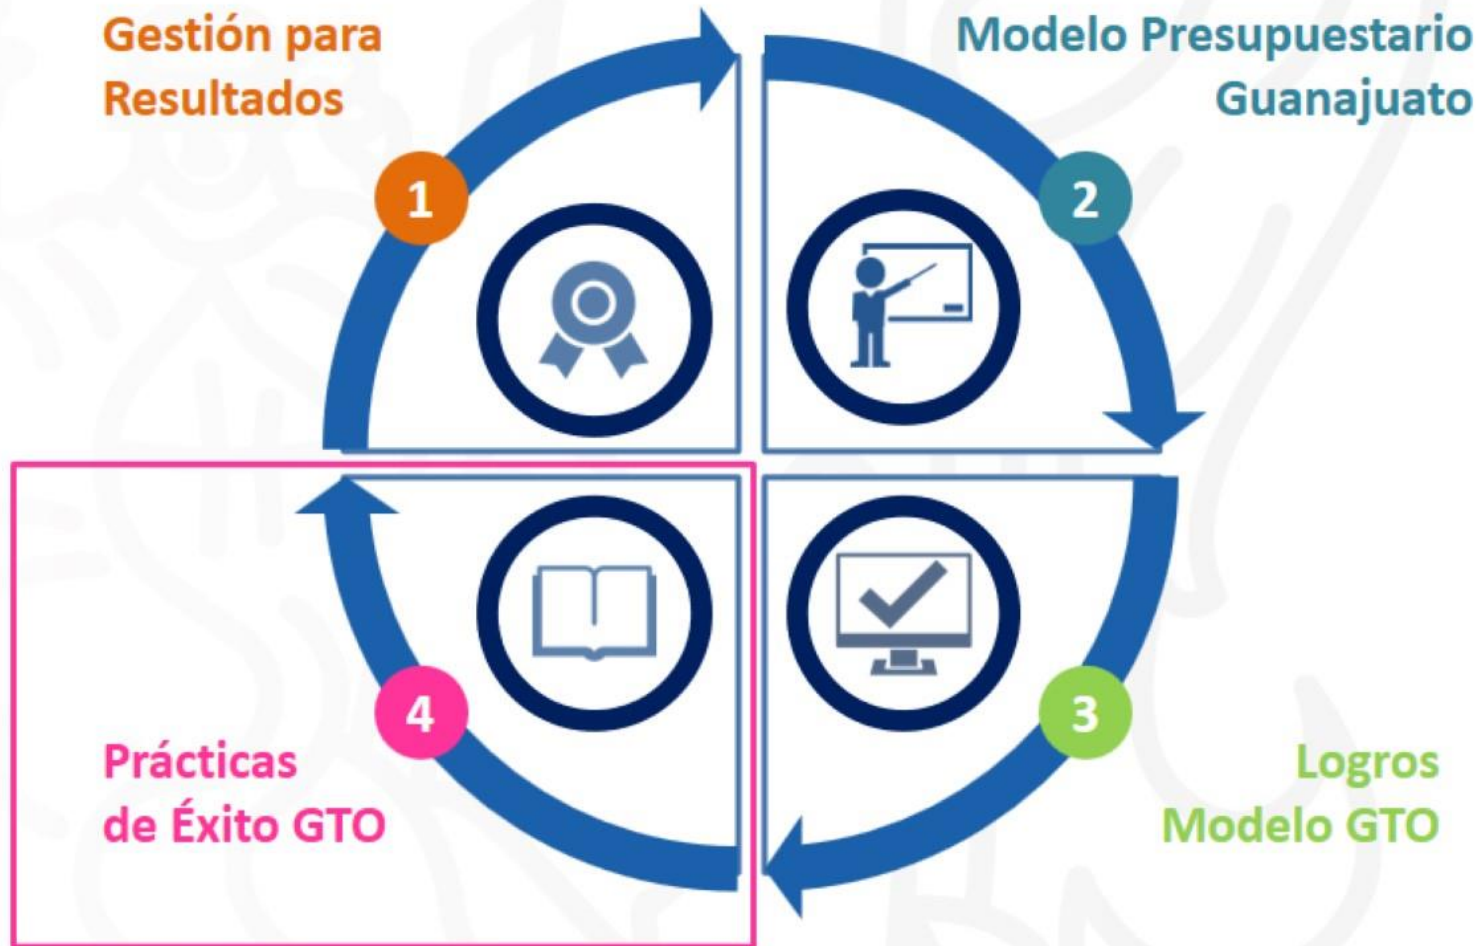 Gestión para
Resultados
1
Modelo Presupuestario
Guanajuato
2
3
Logros
Modelo GTO
4
Prácticas
de Éxito GTO